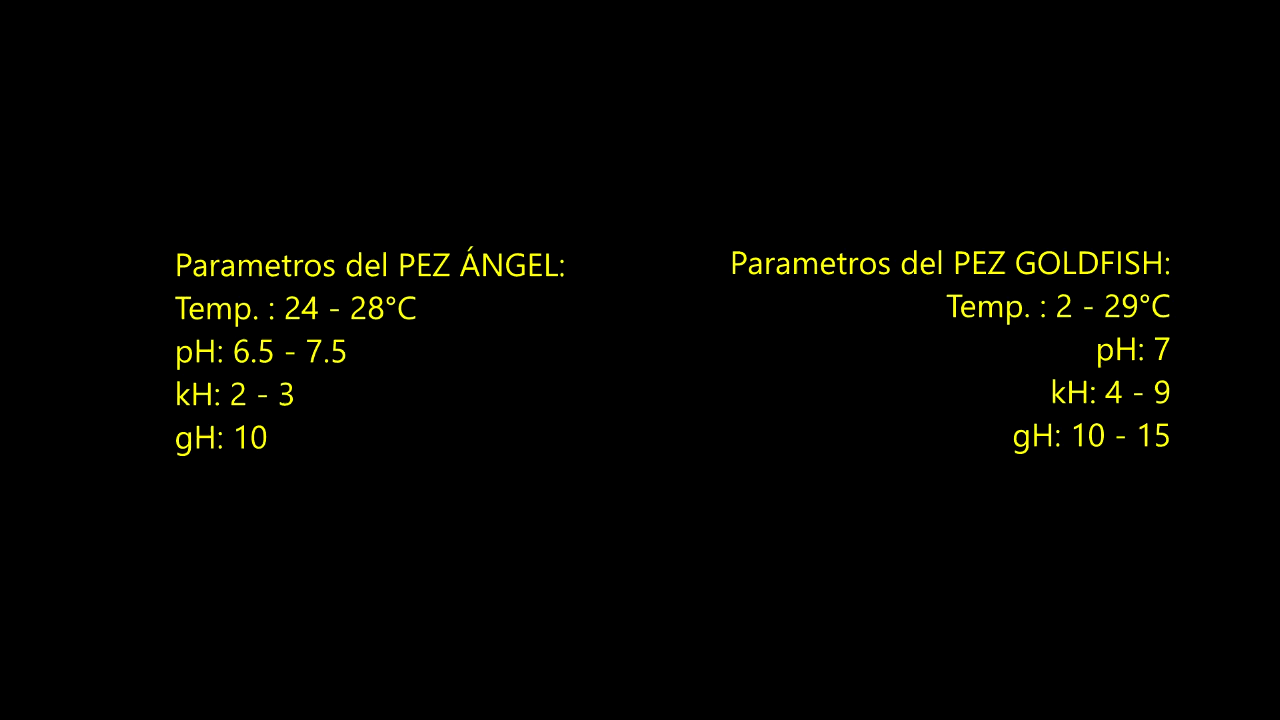 Parametros del PEZ ÁNGEL:
Temp. : 24 - 28°C
pH: 6.5 - 7.5
kH: 2 - 3
gH: 10
Parametros del PEZ GOLDFISH:
Temp. : 2 - 29°C
pH: 7
kH: 4 - 9
gH: 10 - 15